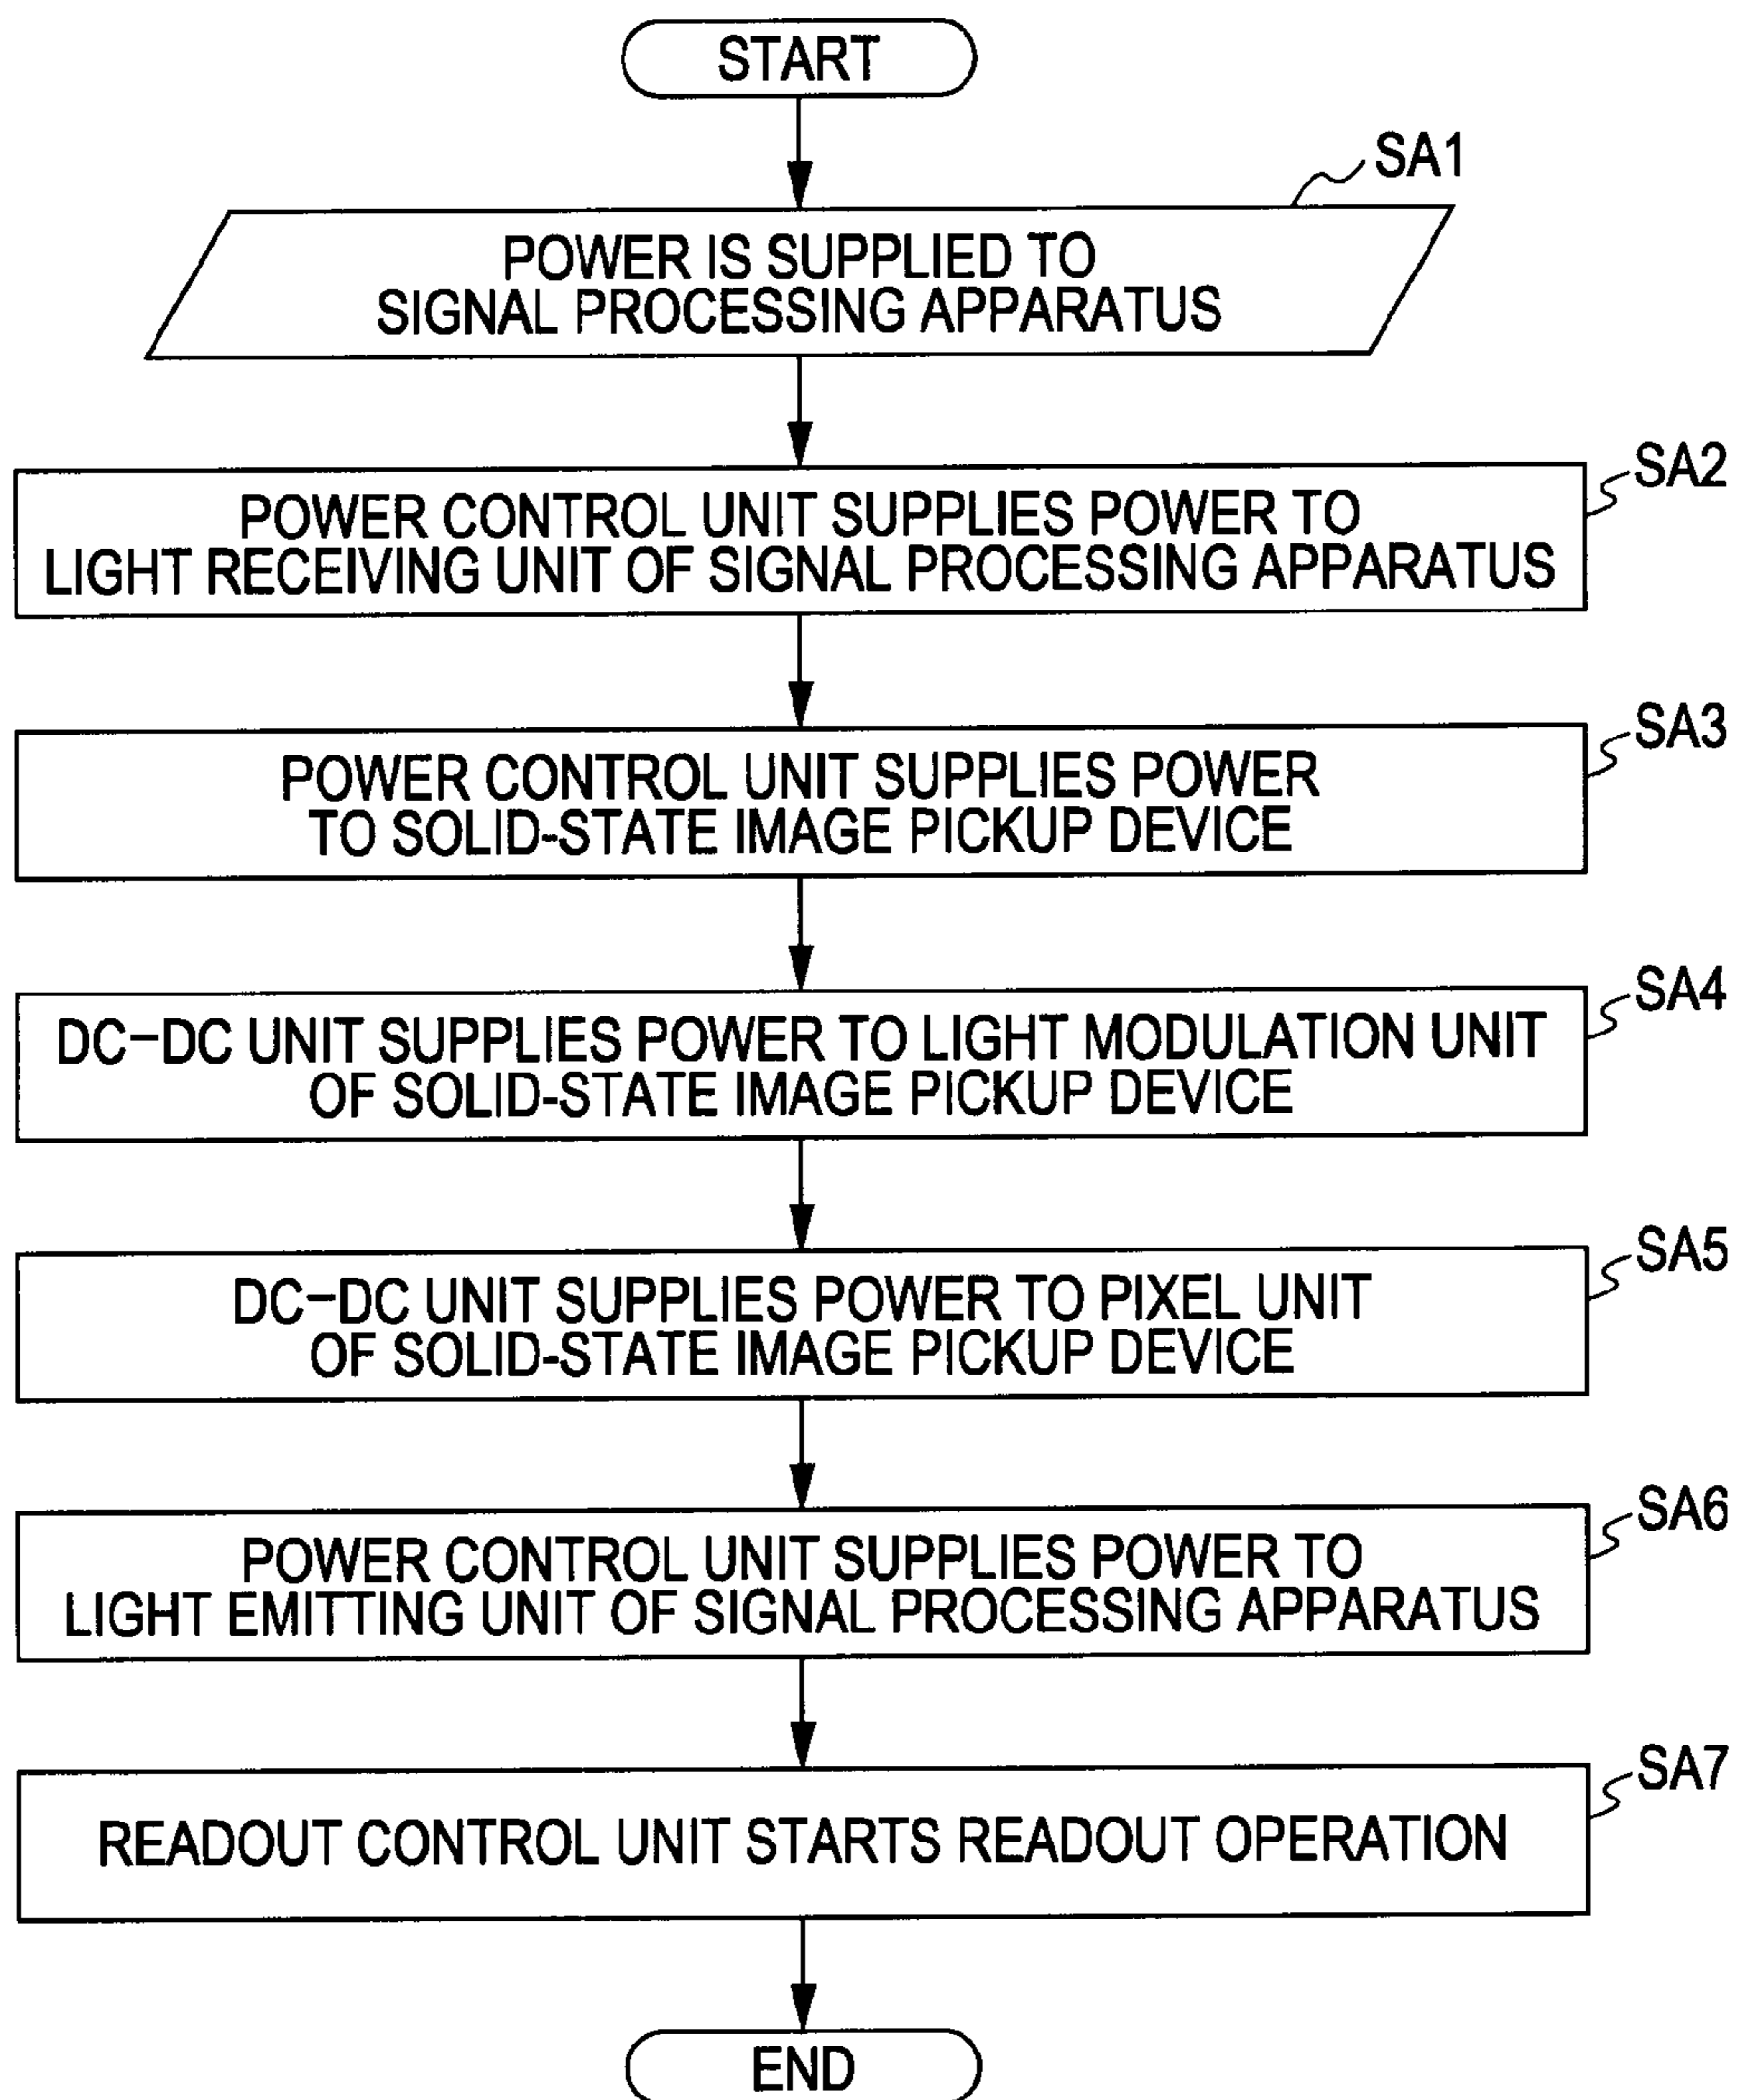 START
SA1
POWER IS SUPPLIED TO
SIGNAL PROCESSING APPARATUS
SA2
POWER CONTROL UNIT SUPPLIES POWER TO
LIGHT RECEIVING UNIT OF SIGNAL PROCESSING APPARATUS
SA3
POWER CONTROL UNIT SUPPLIES POWER
TO SOLID-STATE IMAGE PICKUP DEVICE
SA4
DC-DC UNIT SUPPLIES POWER TO LIGHT MODULATION UNIT
OF SOLID-STATE IMAGE PICKUP DEVICE
SA5
DC-DC UNIT SUPPLIES POWER TO PIXEL UNIT
OF SOLID-STATE IMAGE PICKUP DEVICE
SA6
POWER CONTROL UNIT SUPPLIES POWER TO
LIGHT EMITTING UNIT OF SIGNAL PROCESSING APPARATUS
SA7
READOUT CONTROL UNIT STARTS READOUT OPERATION
END